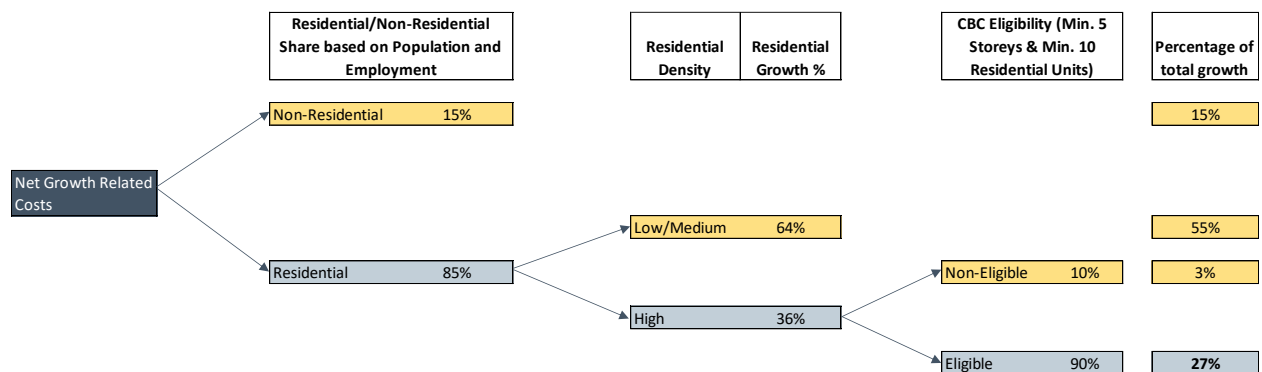 Residential/Non-Residential
Share based on Population and
Employment
Residential
Density
Residential
Growth %
CBC Eligibility (Min. 5
Storeys & Min. 10
Residential Units)
Percentage of
total growth
Non-Residential 15%
15%
Net Growth Related
Costs
Low/Medium 64%
55%
Residential 85%
Non-Eligible 10%
3%
High 36%
Eligible 90%
27%